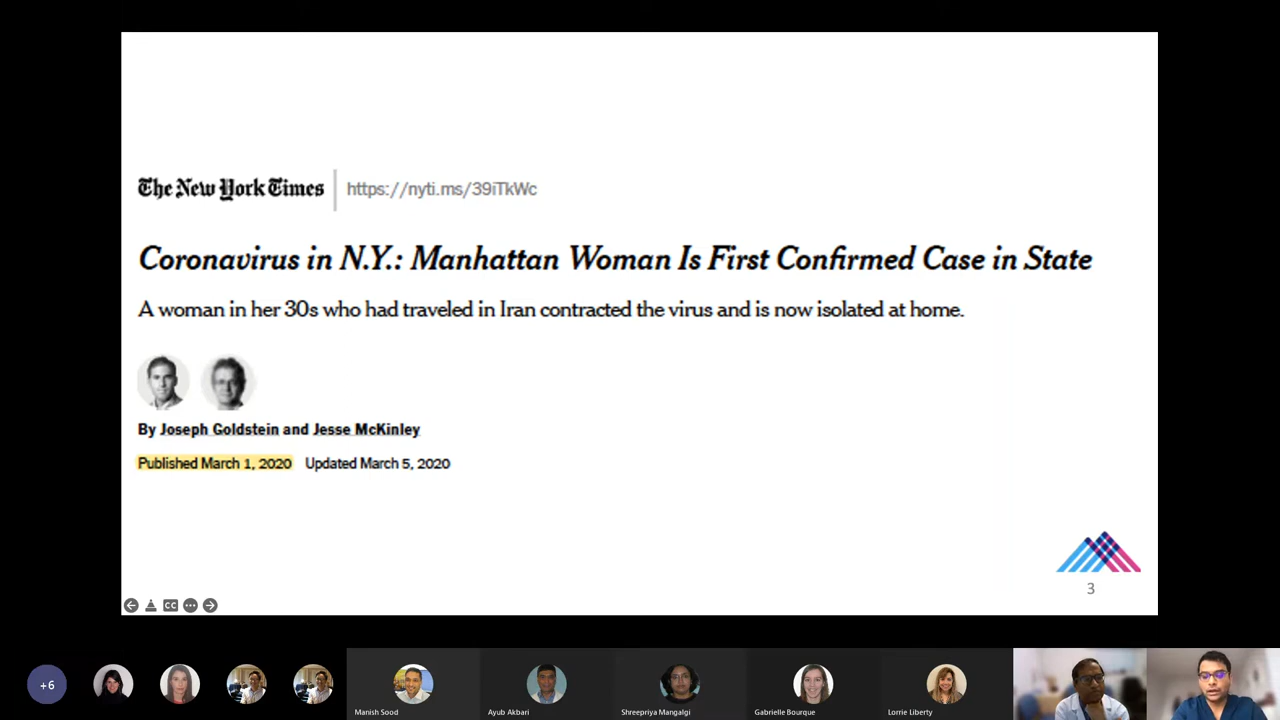 The New York Times https://nyti.ms/39iTkWc
Coronavirus in N.Y.: Manhattan Woman Is First Confirmed Case in State
A woman in her 30s who had traveled in Iran contracted the virus and is now isolated at home.
By Joseph Goldstein and Jesse McKinley
Published March 1, 2020 Updated March 5, 2020
3
CC
+6
Manish Sood Ayub Akbari Shreepriya Mangalgi Gabrielle Bourque Lorrie Liberty